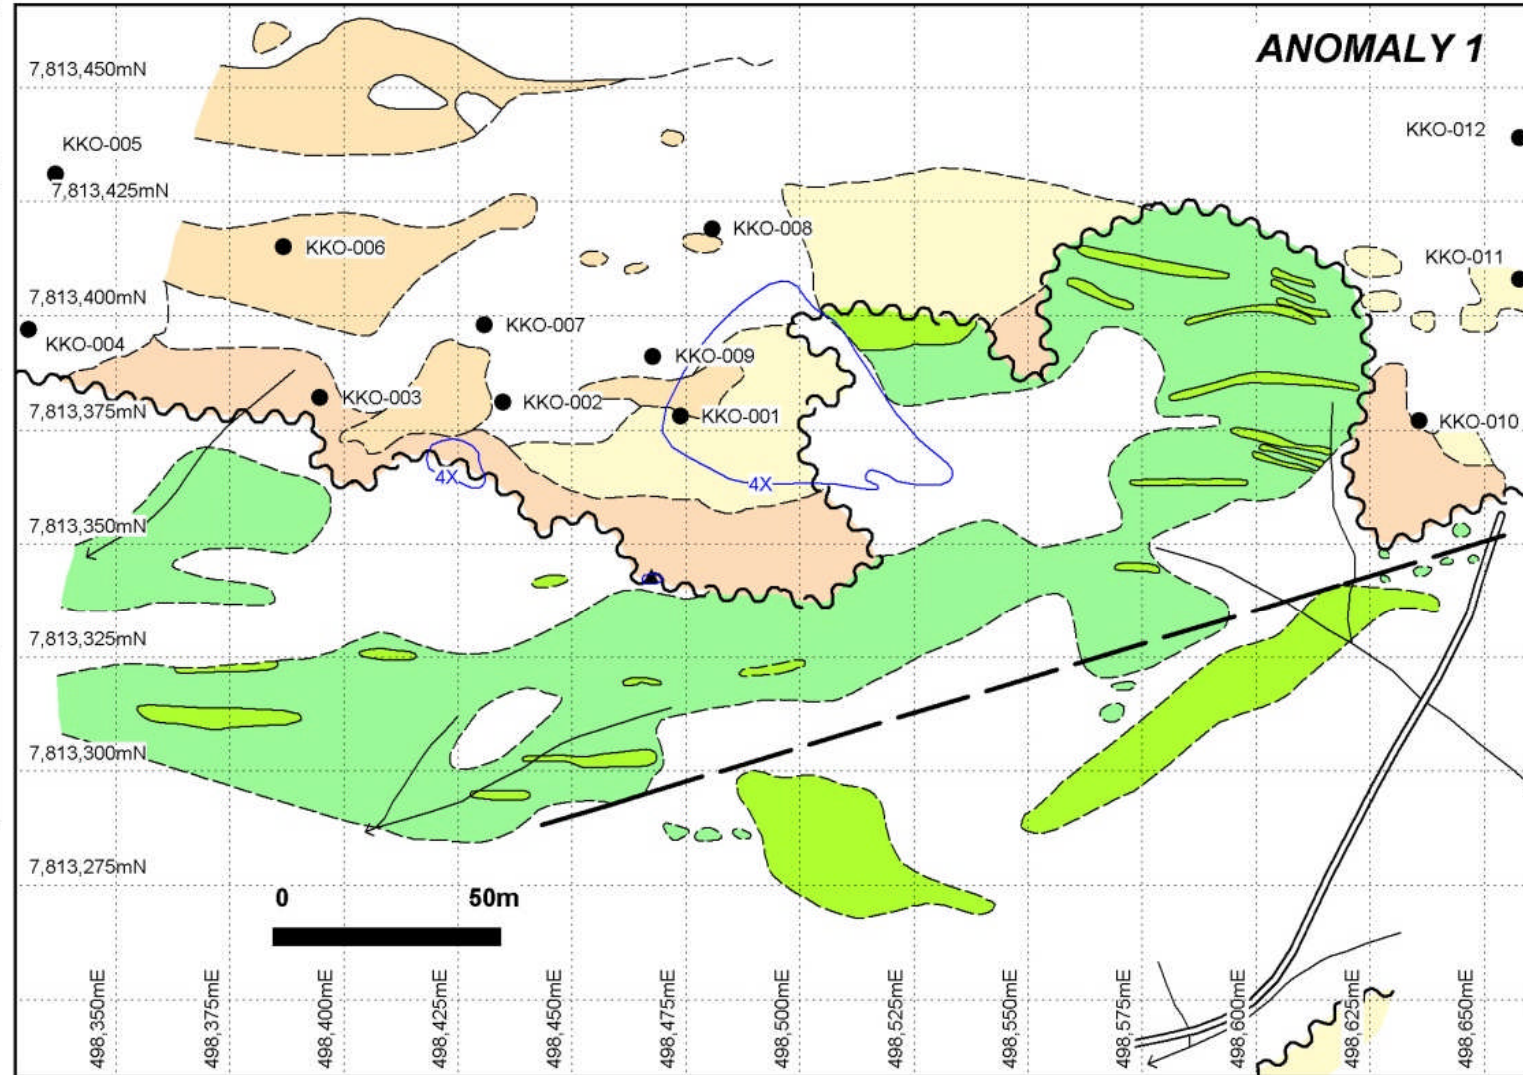 ANOMALY 1
7,813,450mN
KKO-012
KKO-005
7,813,425mN
KKO-008
KKO-006
KKO-011
7,813,400mN
KKO-007
KKO-004
KKO-009
KKO-003
KKO-002
7,813,375mN
KKO-001
KKO-010
4X
4X
7,813,350mN
7,813,325mN
7,813,300mN
7,813,275mN
0 50m
498,350mE
498,375mE
498,400mE
498,425mE
498,450mE
498,475mE
498,500mE
498,525mE
498,550mE
498,575mE
498,600mE
498,625mE
498,650mE